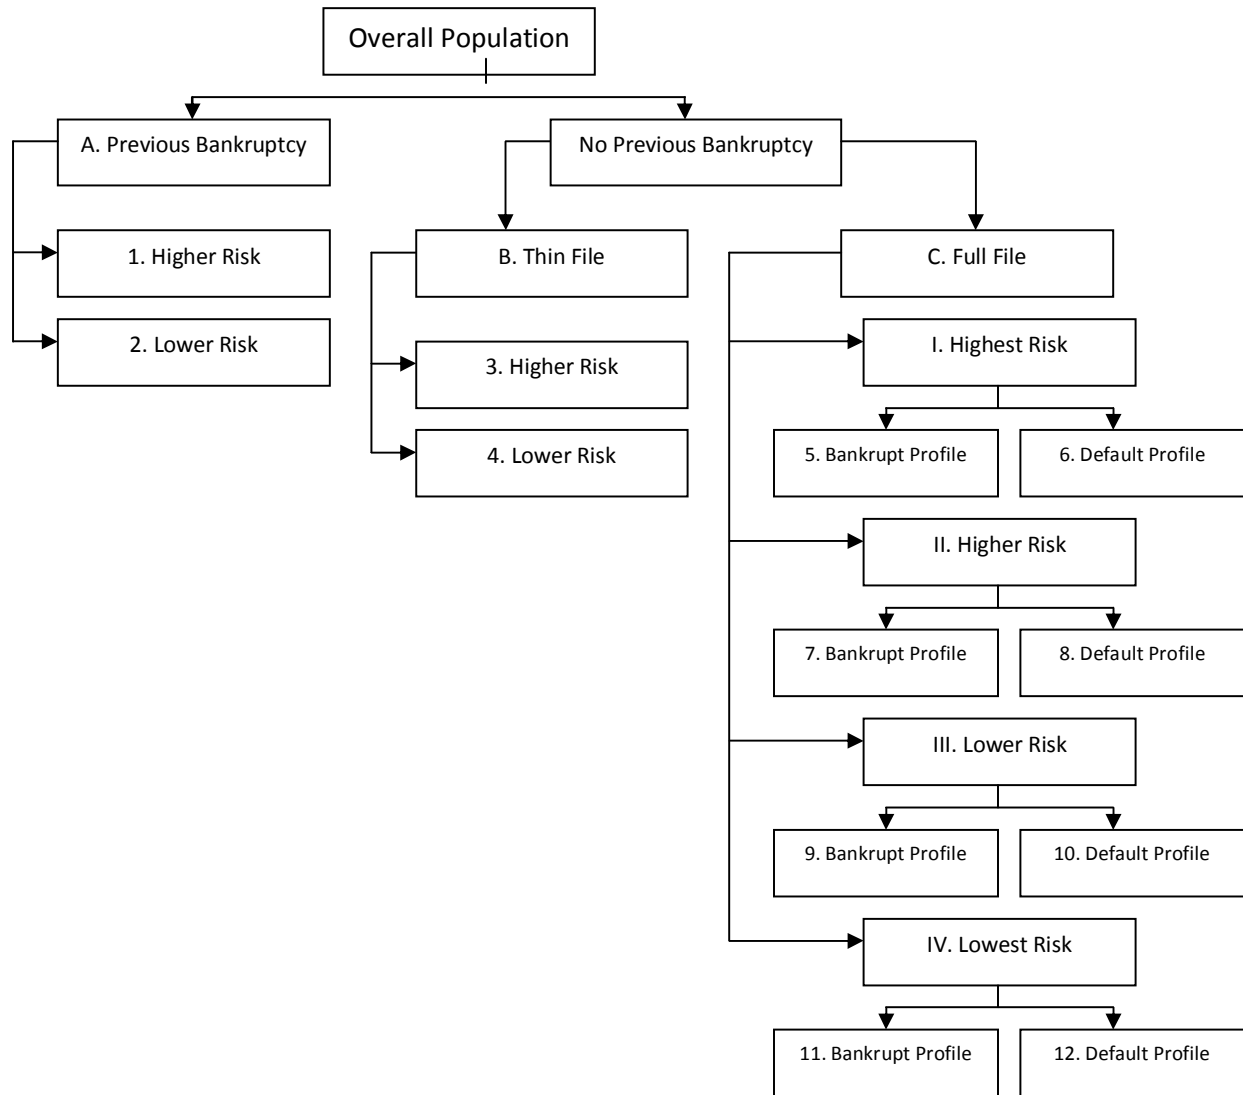 Overall Population
A. Previous Bankruptcy
No Previous Bankruptcy
1. Higher Risk
B. Thin File
C. Full File
2. Lower Risk
I. Highest Risk
3. Higher Risk
4. Lower Risk
5. Bankrupt Profile
6. Default Profile
II. Higher Risk
7. Bankrupt Profile
8. Default Profile
III. Lower Risk
9. Bankrupt Profile
10. Default Profile
IV. Lowest Risk
11. Bankrupt Profile
12. Default Profile